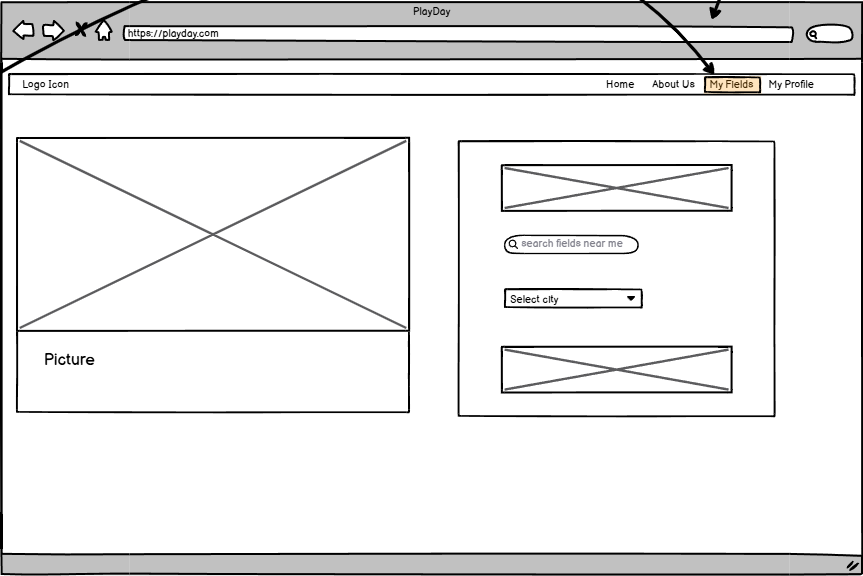 PlayDay
https://playday.com
Logo Icon Home About Us My Fields My Profile
search fields near me
Select city
Picture